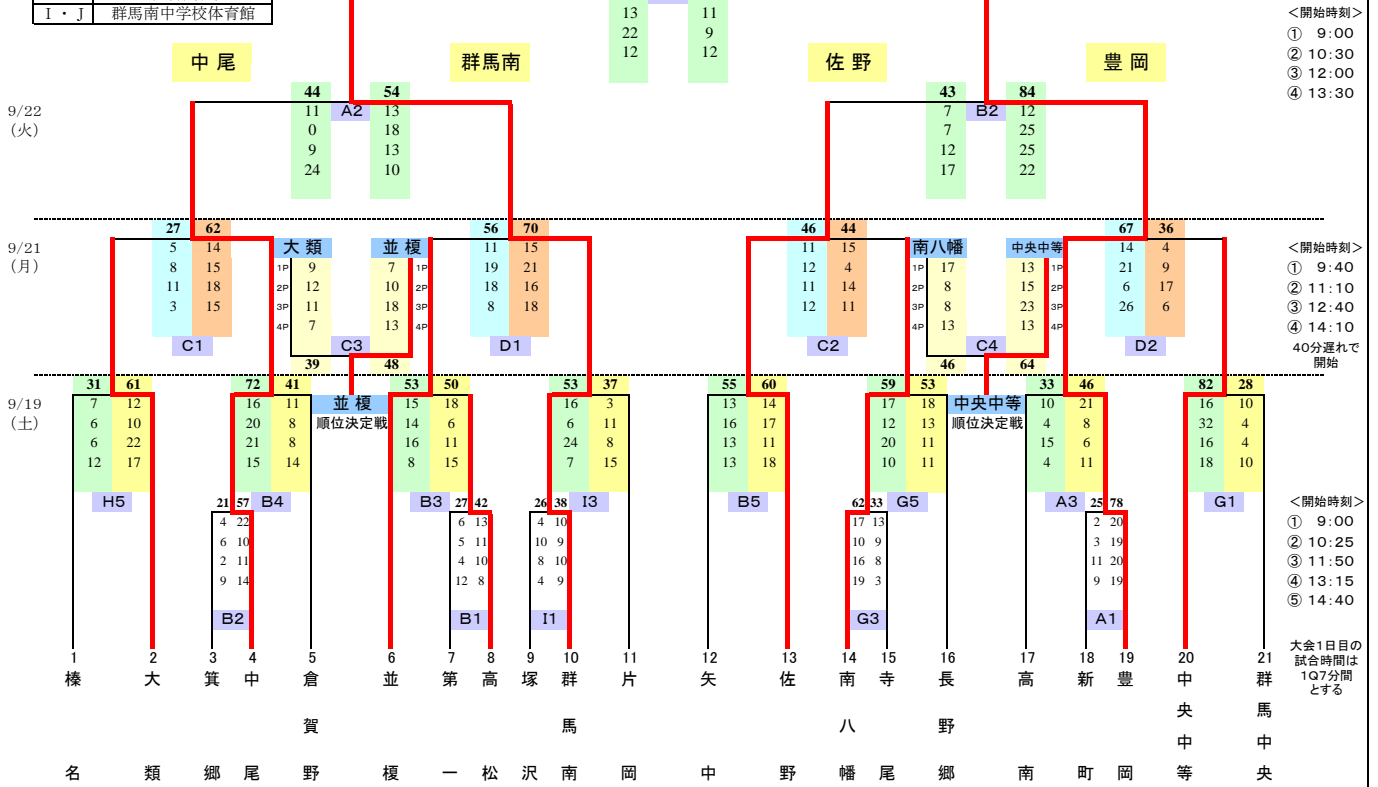 I ・ J 群馬南中学校体育館
13 11
22 9
12 12
<開始時刻>
① 9:00
② 10:30
③ 12:00
④ 13:30
中尾 群馬南 佐野 豊岡
9/22
(火)
44 A2 54
11 13
0 18
9 13
24 10
43 B2 84
7 12
7 25
12 25
17 22
9/21
(月)
27 62
5 14
8 15
11 18
3 15
C1
大類 並榎
1P 9 7 1P
2P 12 10 2P
3P 11 18 3P
4P 7 13 4P
C3
39 48
56 70
11 15
19 21
18 16
8 18
D1
46 44
11 15
12 4
11 14
12 11
C2
南八幡 中央中等
1P 17 13 1P
2P 8 15 2P
3P 8 23 3P
4P 13 13 4P
C4
46 64
67 36
14 4
21 9
6 17
26 6
D2
<開始時刻>
① 9:40
② 11:10
③ 12:40
④ 14:10
40分遅れで
開始
9/19
(土)
31 61
7 12
6 10
6 22
12 17
H5
72 41
16 11
20 8
21 8
15 14
B4
並榎
順位決定戦
53 50
15 18
14 6
16 11
8 15
B3
53 37
16 3
6 11
24 8
7 15
I3
55 60
13 14
16 17
13 11
13 18
B5
59 53
17 18
12 13
20 11
10 11
G5
中央中等
順位決定戦
33 46
10 21
4 8
15 6
4 11
A3
82 28
16 10
32 4
16 4
18 10
G1
21 57
4 22
6 10
2 11
9 14
B2
27 42
6 13
5 11
4 10
12 8
B1
26 38
4 10
10 9
8 10
4 9
I1
62 33
17 13
10 9
16 8
19 3
G3
25 78
2 20
3 19
11 20
9 19
A1
<開始時刻>
① 9:00
② 10:25
③ 11:50
④ 13:15
⑤ 14:40
大会1日目の
試合時間は
1Q7分間
とする
1 榛名
2 大類
3 箕郷
4 中尾
5 倉賀野
6 並榎
7 第一
8 高松
9 塚沢
10 群馬南
11 片岡
12 矢中
13 佐野
14 南八幡
15 寺尾
16 長野郷
17 高南
18 新町
19 豊岡
20 中央中等
21 群馬中央